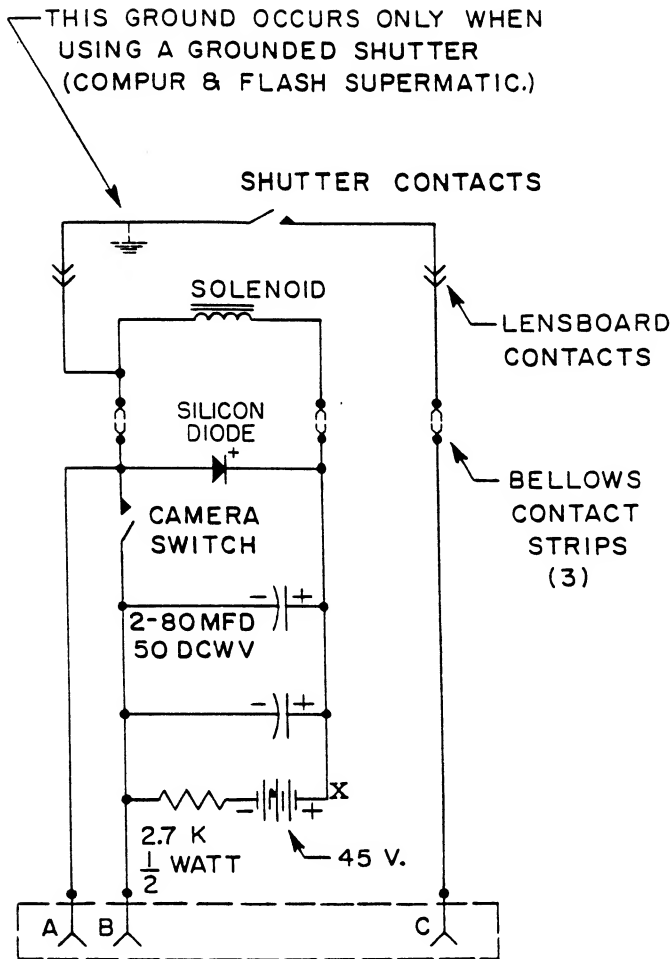 THIS GROUND OCCURS ONLY WHEN
USING A GROUNDED SHUTTER
(COMPUR & FLASH SUPERMATIC.)
SHUTTER CONTACTS
SOLENOID
LENSBOARD
CONTACTS
SILICON
DIODE
+
BELLOWS
CONTACT
STRIPS
(3)
CAMERA
SWITCH
- +
2-80 MFD
50 DCWV
- +
X
- +
2.7 K
1/2 WATT
45 V.
A B C